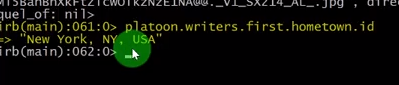 quel_of: nil>
irb(main):061:0> platoon.writers.first.hometown.id
=> "New York, NY, USA"
irb(main):062:0>